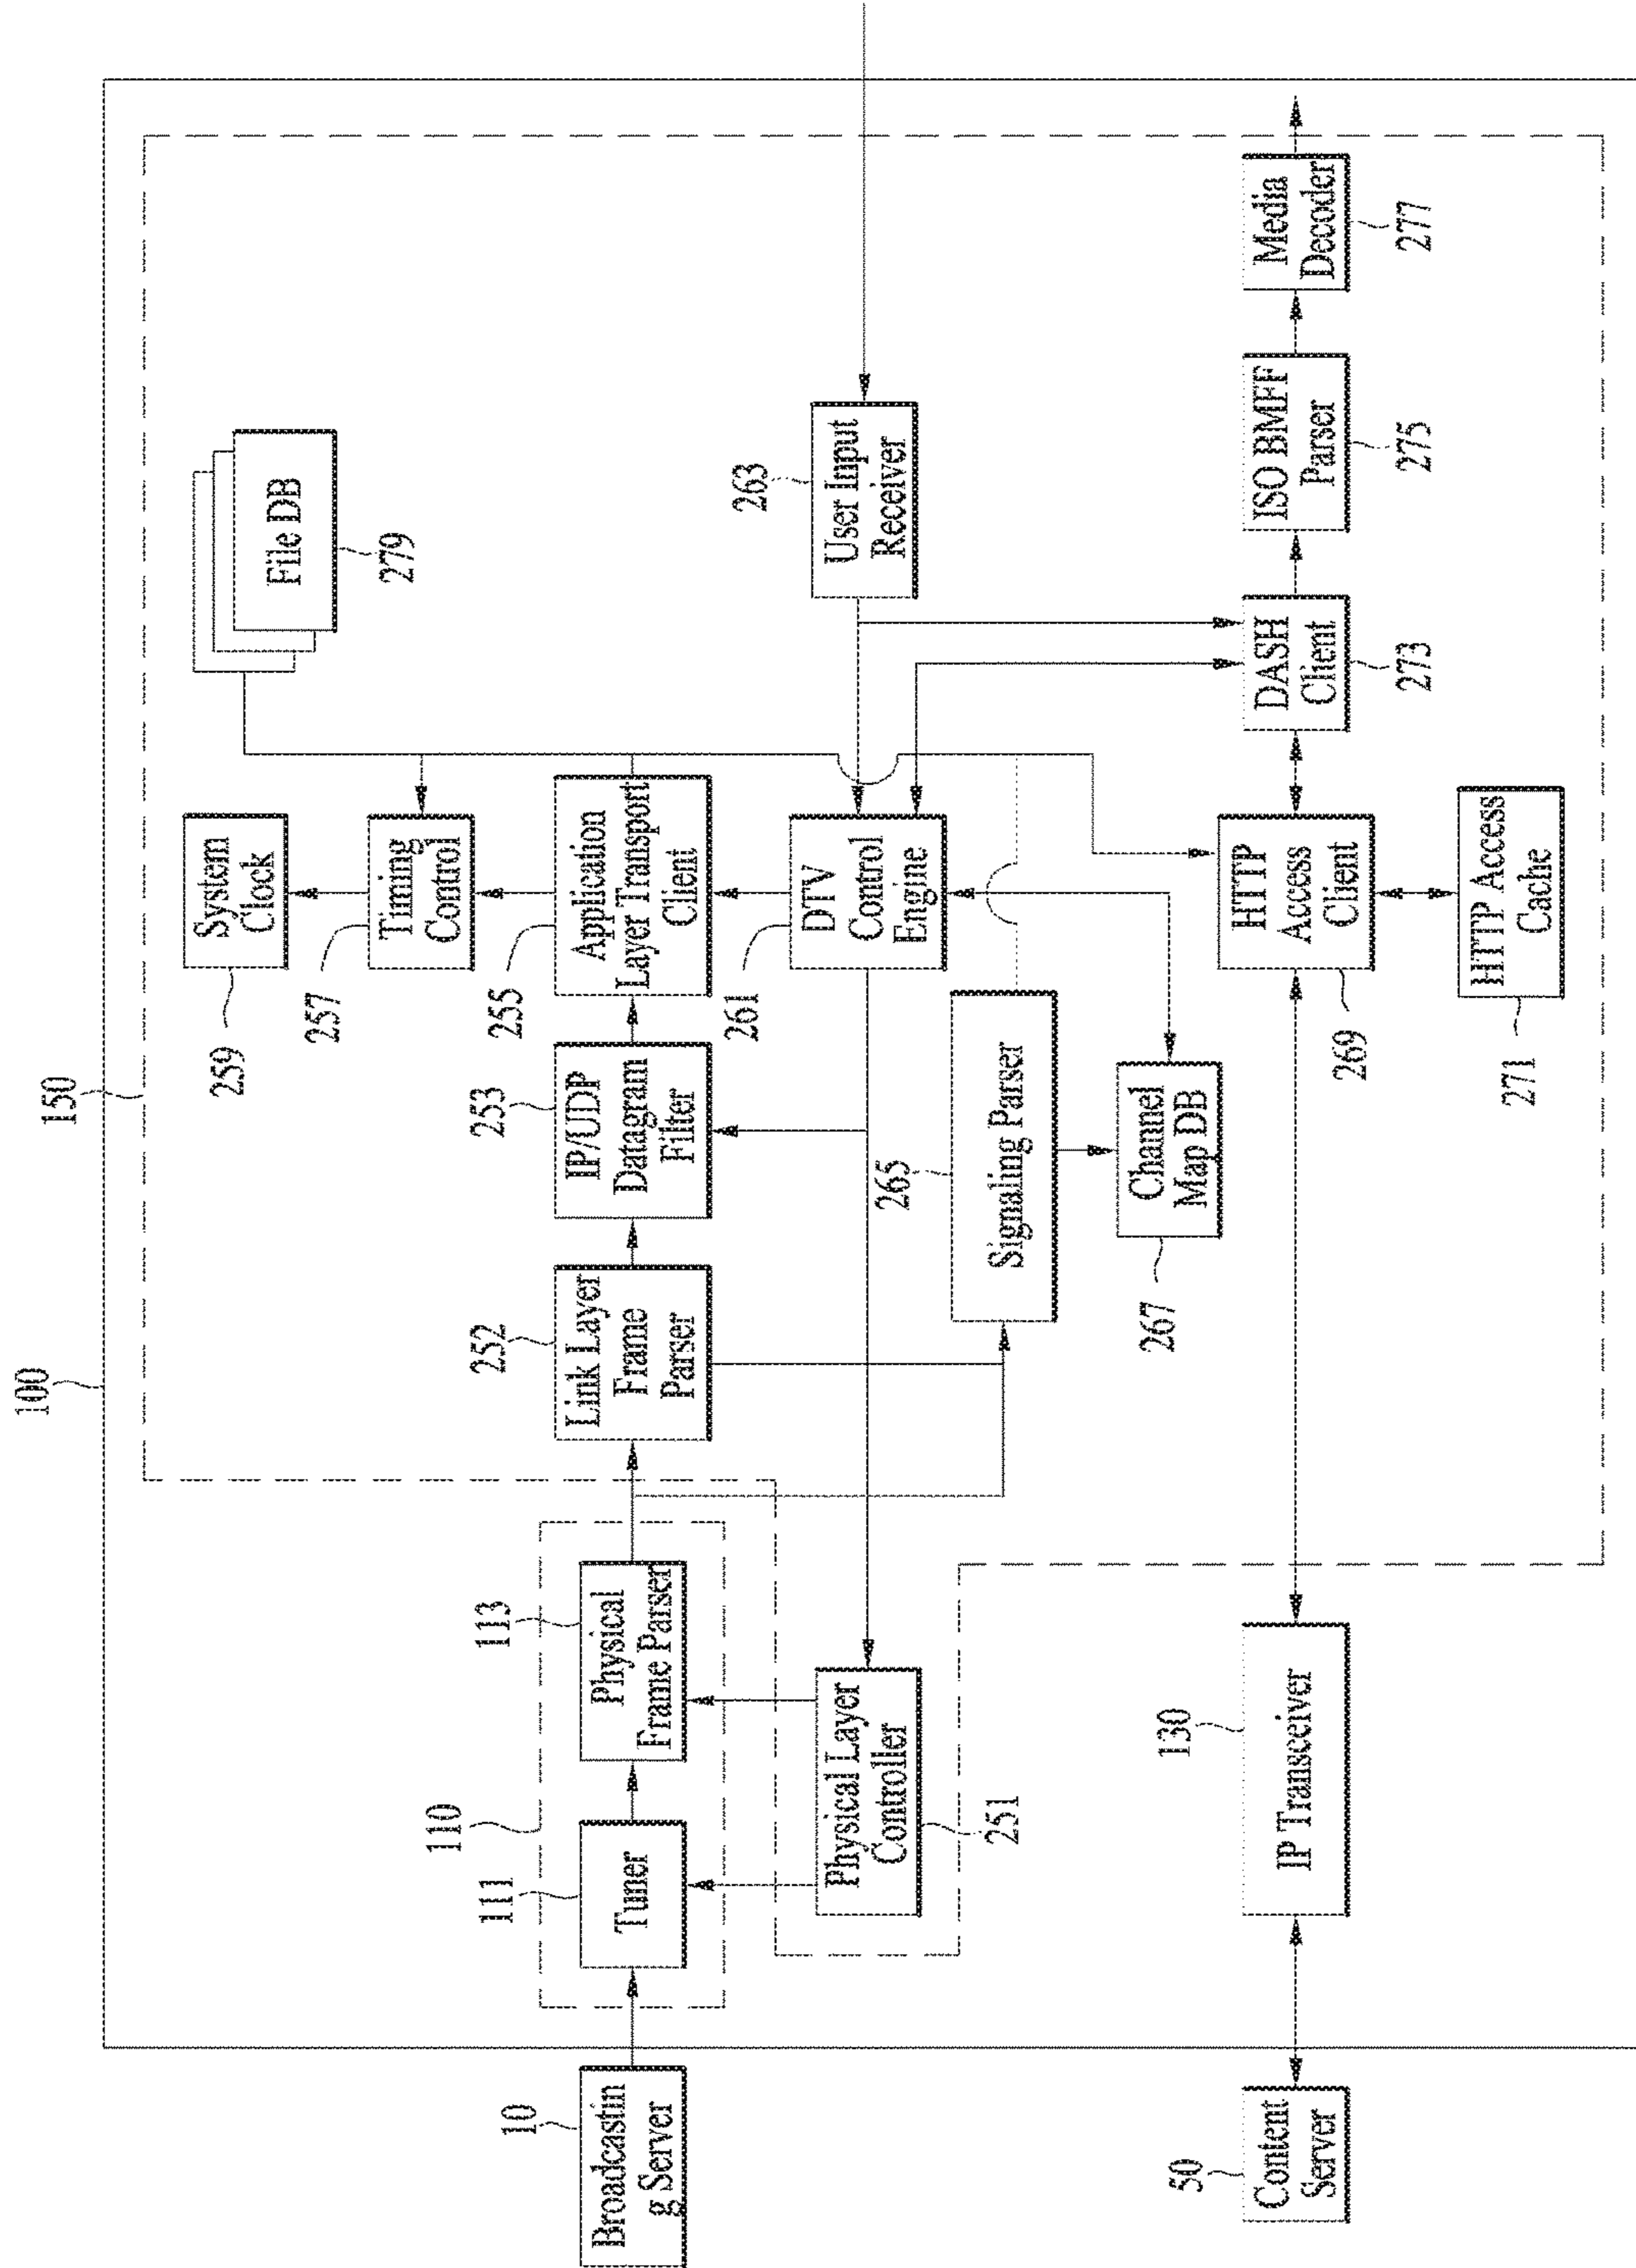 100
150
10
Broadcastin
g Server
110
111
Tuner
113
Physical
Frame Parser
252
Link Layer
Frame
Parser
253
IP/UDP
Datagram
Filter
255
Application
Layer Transport
Client
257
Timing
Control
259
System
Clock
File DB
279
Physical Layer
Controller
251
261
DTV
Control
Engine
263
User Input
Receiver
265
Signaling Parser
Channel
Map DB
267
50
Content
Server
130
IP Transceiver
HTTP
Access
Client
269
HTTP Access
Cache
271
DASH
Client
273
ISO BMFF
Parser
275
Media
Decoder
277